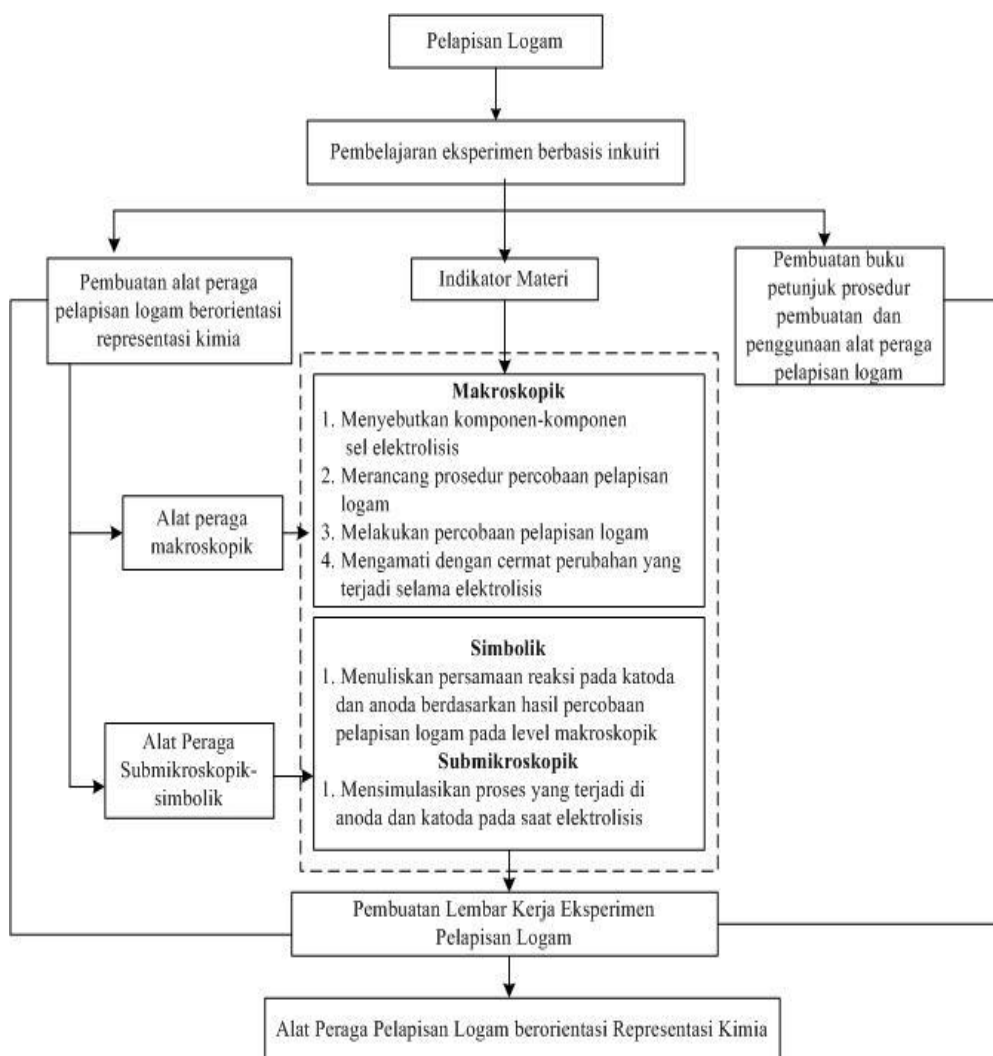 Pelapisan Logam
Pembelajaran eksperimen berbasis inkuiri
Pembuatan alat peraga
pelapisan logam berorientasi
representasi kimia
Indikator Materi
Pembuatan buku
petunjuk prosedur
pembuatan dan
penggunaan alat peraga
pelapisan logam
Makroskopik
1. Menyebutkan komponen-komponen
sel elektrolisis
2. Merancang prosedur percobaan pelapisan
logam
3. Melakukan percobaan pelapisan logam
4. Mengamati dengan cermat perubahan yang
terjadi selama elektrolisis
Alat peraga
makroskopik
Simbolik
1. Menuliskan persamaan reaksi pada katoda
dan anoda berdasarkan hasil percobaan
pelapisan logam pada level makroskopik
Submikroskopik
1. Mensimulasikan proses yang terjadi di
anoda dan katoda pada saat elektrolisis
Alat Peraga
Submikroskopik-
simbolik
Pembuatan Lembar Kerja Eksperimen
Pelapisan Logam
Alat Peraga Pelapisan Logam berorientasi Representasi Kimia